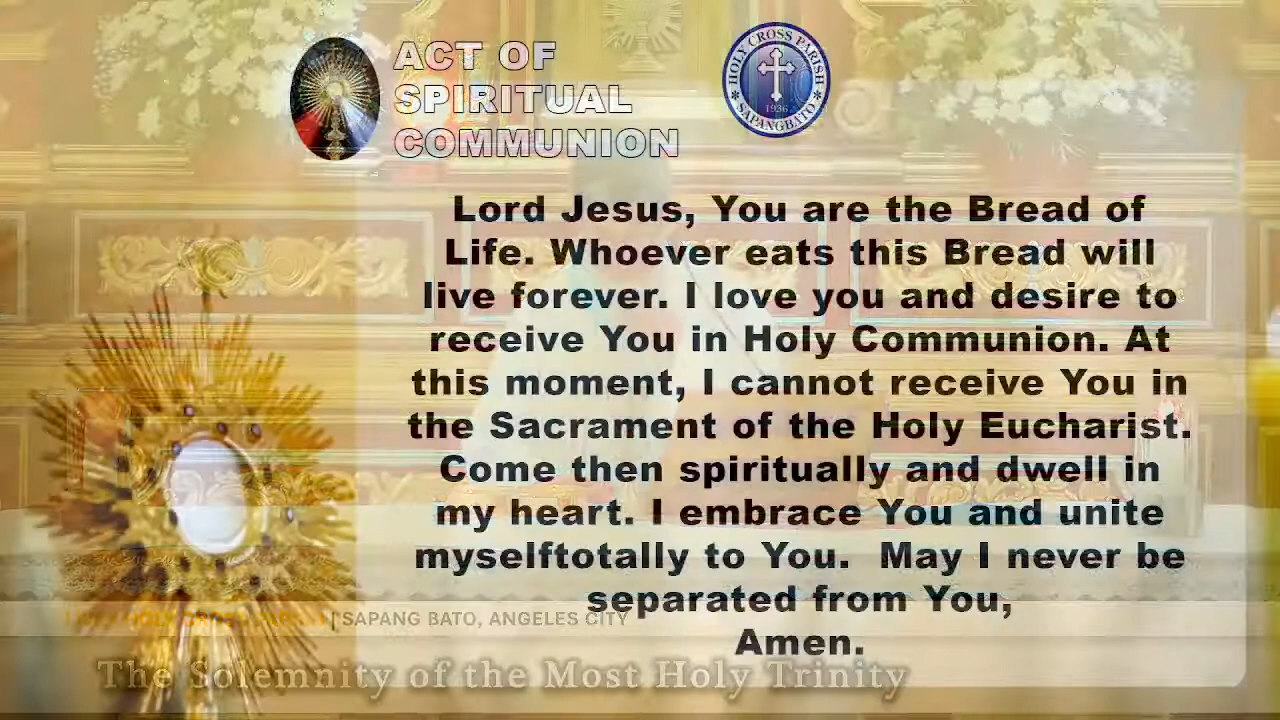 ACT OF
SPIRITUAL
COMMUNION
HOLY CROSS PARISH
1936
SAPANGBATO
Lord Jesus, You are the Bread of
Life. Whoever eats this Bread will
live forever. I love you and desire to
receive You in Holy Communion. At
this moment, I cannot receive You in
the Sacrament of the Holy Eucharist.
Come then spiritually and dwell in
my heart. I embrace You and unite
myselftotally to You.  May I never be
separated from You,
Amen.
HOLY CROSS PARISH | SAPANG BATO, ANGELES CITY
The Solemnity of the Most Holy Trinity